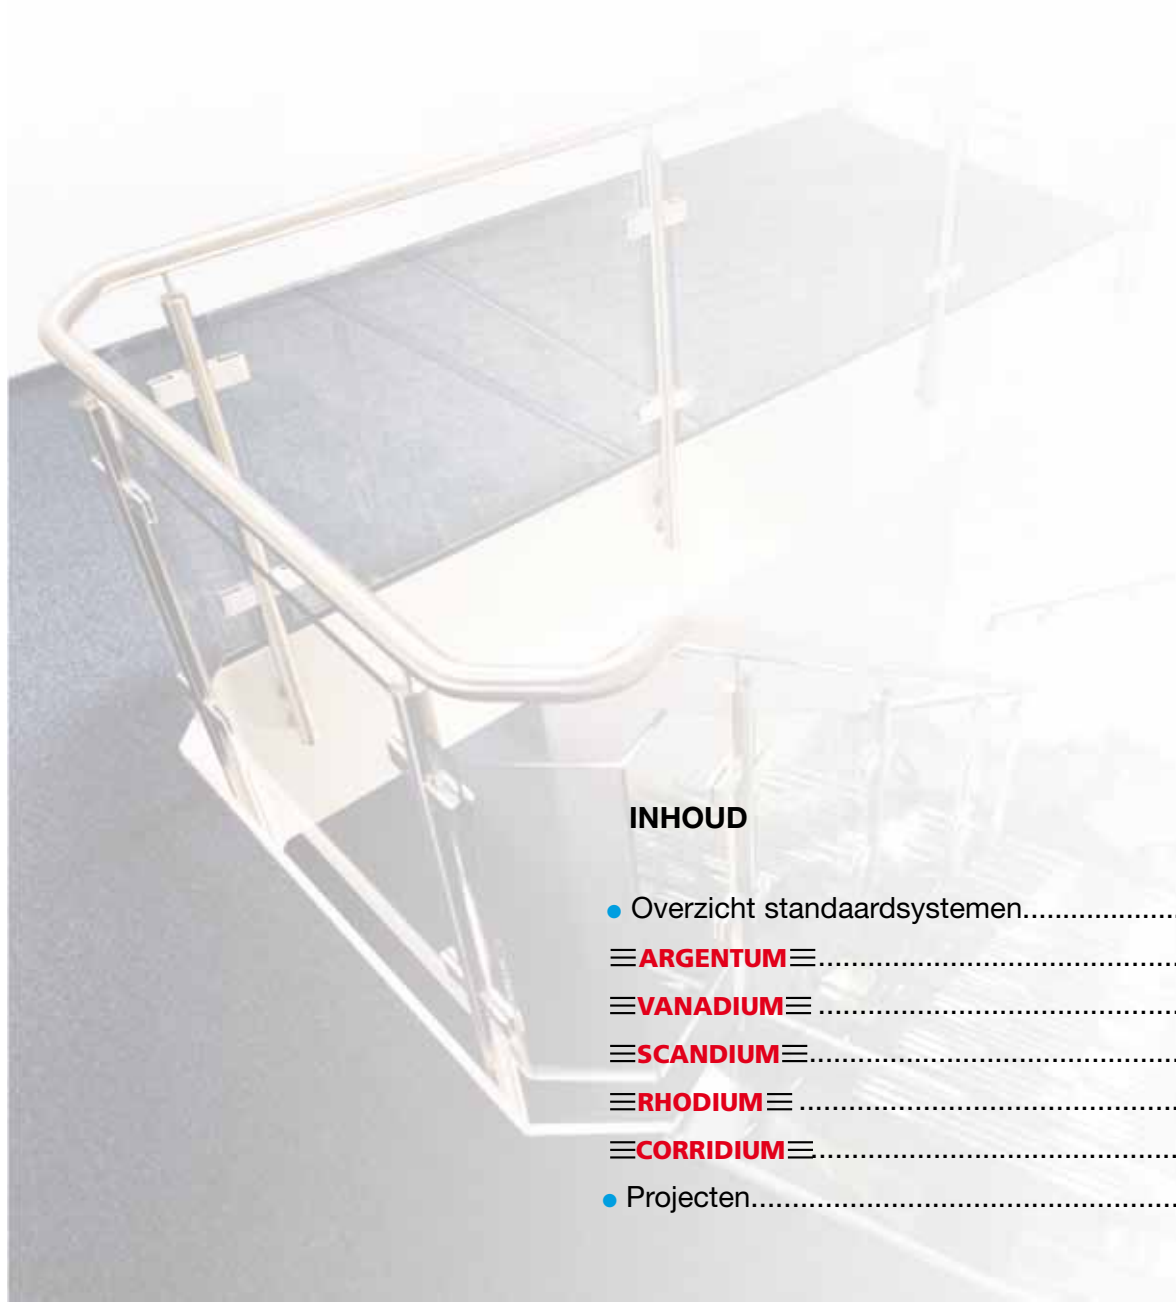 INHOUD
• Overzicht standaardsystemen......................
≡ARGENTUM≡..............................................
≡VANADIUM≡ ..............................................
≡SCANDIUM≡...............................................
≡RHODIUM≡ ................................................
≡CORRIDIUM≡..............................................
• Projecten.......................................................